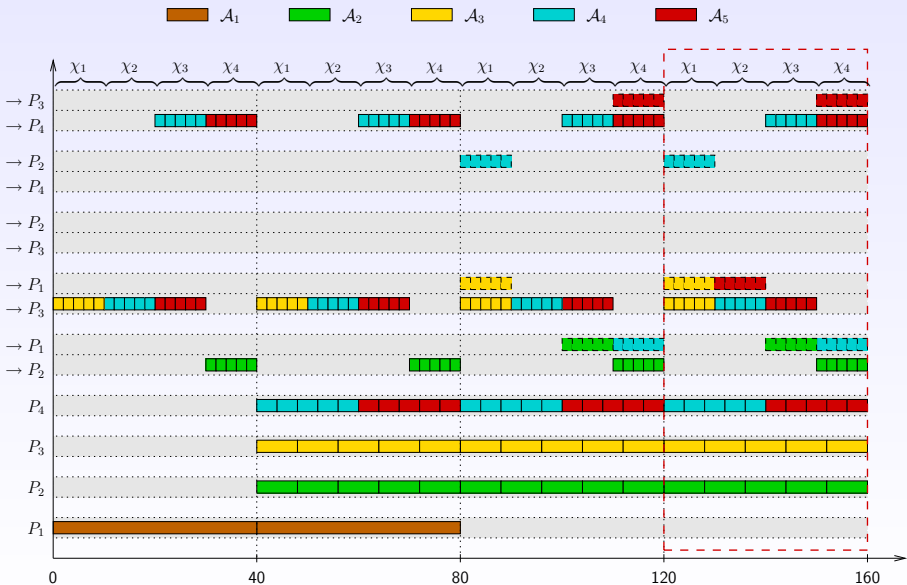 𝒜₁ 𝒜₂ 𝒜₃ 𝒜₄ 𝒜₅
χ₁ χ₂ χ₃ χ₄ χ₁ χ₂ χ₃ χ₄ χ₁ χ₂ χ₃ χ₄ χ₁ χ₂ χ₃ χ₄
→ P₃
→ P₄
→ P₂
→ P₄
→ P₂
→ P₃
→ P₁
→ P₃
→ P₁
→ P₂
P₄
P₃
P₂
P₁
0 40 80 120 160